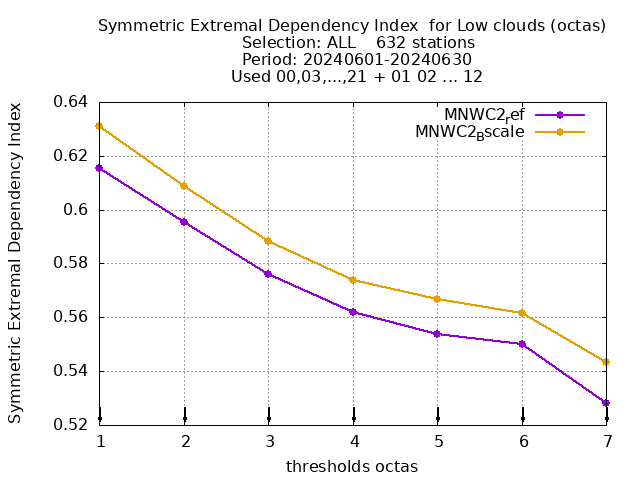 Symmetric Extremal Dependency Index  for Low clouds (octas)
Selection: ALL    632 stations
Period: 20240601-20240630
Used 00,03,...,21 + 01 02 ... 12
MNWC2ref
MNWC2Bscale
Symmetric Extremal Dependency Index
0.64
0.62
0.6
0.58
0.56
0.54
0.52
1 2 3 4 5 6 7
thresholds octas